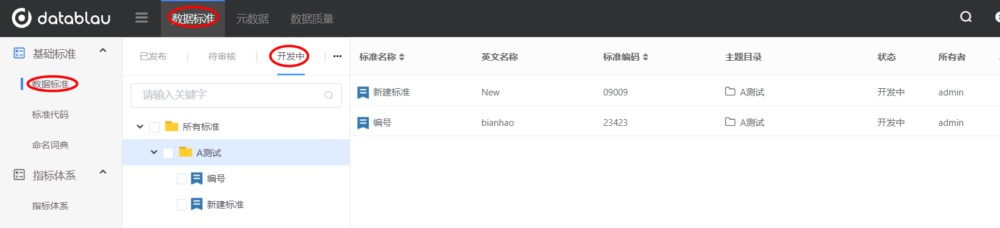 datablau 数据标准 元数据 数据质量
基础标准
数据标准
标准代码
命名词典
指标体系
指标体系
已发布 | 待审核 | 开发中 | ···
请输入关键字
所有标准
A测试
编号
新建标准
标准名称 英文名称 标准编码 主题目录 状态 所有者
新建标准 New 09009 A测试 开发中 admin
编号 bianhao 23423 A测试 开发中 admin